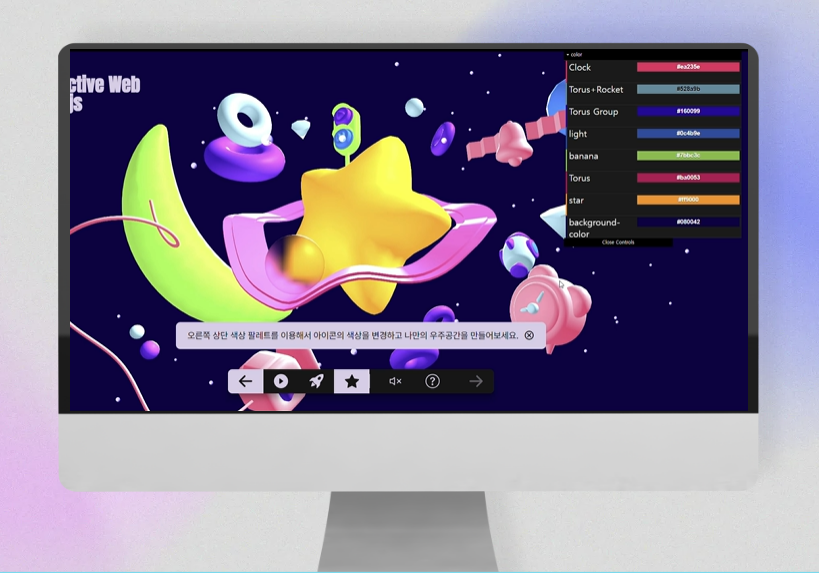 ctive Web
js
color
Clock #ea235e
Torus+Rocket
Torus Group #160099
light #0c4b9e
banana
Torus #ba0053
star
background-
color #080042
Close Controls
오른쪽 상단 색상 팔레트를 이용해서 아이콘의 색상을 변경하고 나만의 우주공간을 만들어보세요.